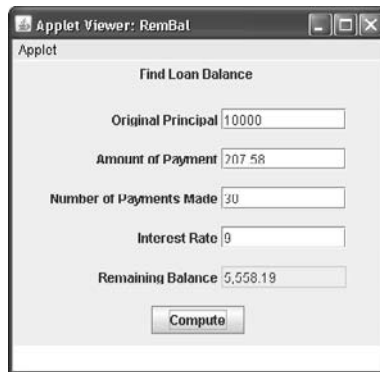 Applet Viewer: RemBal
Applet
Find Loan Balance
Original Principal 10000
Amount of Payment 207.58
Number of Payments Made 30
Interest Rate 9
Remaining Balance 5,558.19
Compute